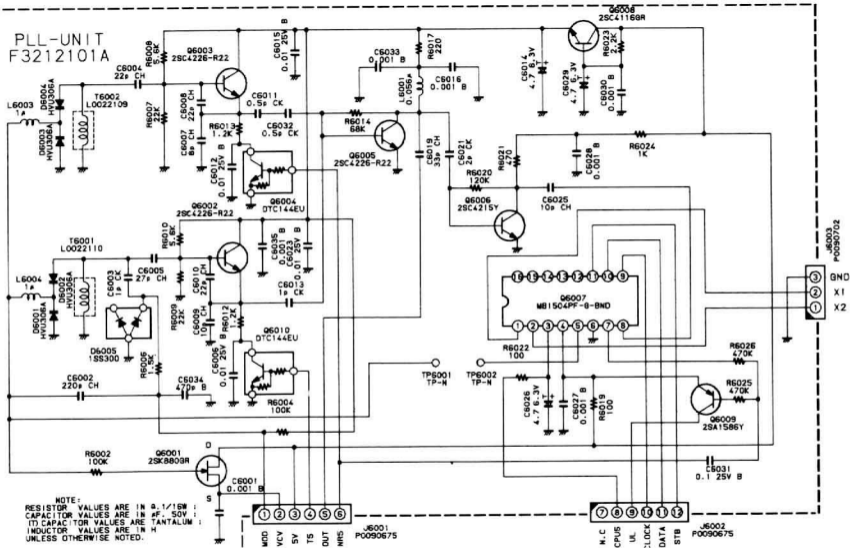 PLL-UNIT
F3212101A
C6004
22p CH
R6008
5.6K
Q6003
2SC4226-R22
C6015
0.01 25V B
C6033
0.001 B
R6017
220
L6001
0.056μ
C6016
0.001 B
Q6008
2SC4116GR
R6023
2.2K
C6014
4.7 6.3V
C6029
4.7 6.3V
C6030
0.001 B
L6003
1μ
D6004
HVU306A
D6003
HVU306A
T6002
L0022109
R6007
22K
C6008
22p CH
C6007
8p CH
C6011
0.5p CK
R6013
1.2K
C6032
0.5p CK
R6014
68K
Q6005
2SC4226-R22
C6019
33p CH
C6021
2p CK
R6021
470
C6028
0.001 B
R6024
1K
R6020
120K
Q6006
2SC4215Y
C6025
10p CH
C6012
0.01 25V B
Q6004
DTC144EU
Q6002
2SC4226-R22
T6001
L0022110
L6004
1μ
D6002
HVU306A
D6001
HVU306A
C6003
1p CK
C6005
27p CH
R6010
5.6K
R6009
22K
C6010
22p CH
C6009
10p CH
C6035
0.001 B
C6023
0.01 25V B
C6013
1p CK
R6012
1.2K
Q6010
DTC144EU
C6006
0.01 25V B
D6005
1SS300
R6006
1.5K
C6002
220p CH
C6034
470p B
R6004
100K
16 15 14 13 12 11 10 9
Q6007
MB1504PF-G-BND
1 2 3 4 5 6 7 8
J6003
P0090702
3 GND
2 X1
1 X2
R6022
100
TP6001
TP-N
TP6002
TP-N
C6026
4.7 6.3V
C6027
0.001 B
R6019
100
R6026
470K
R6025
470K
Q6009
2SA1586Y
C6031
0.1 25V B
R6002
100K
Q6001
2SK880GR
D
S
C6001
0.001 B
NOTE:
RESISTOR VALUES ARE IN Ω, 1/16W ;
CAPACITOR VALUES ARE IN μF, 50V ;
(T) CAPACITOR VALUES ARE TANTALUM ;
INDUCTOR VALUES ARE IN H
UNLESS OTHERWISE NOTED.
1 2 3 4 5 6
MOD
VCV
5V
T5
OUT
NR5
J6001
P0090675
7 8 9 10 11 12
N.C
CPU5
UL
CLOCK
DATA
STB
J6002
P0090675